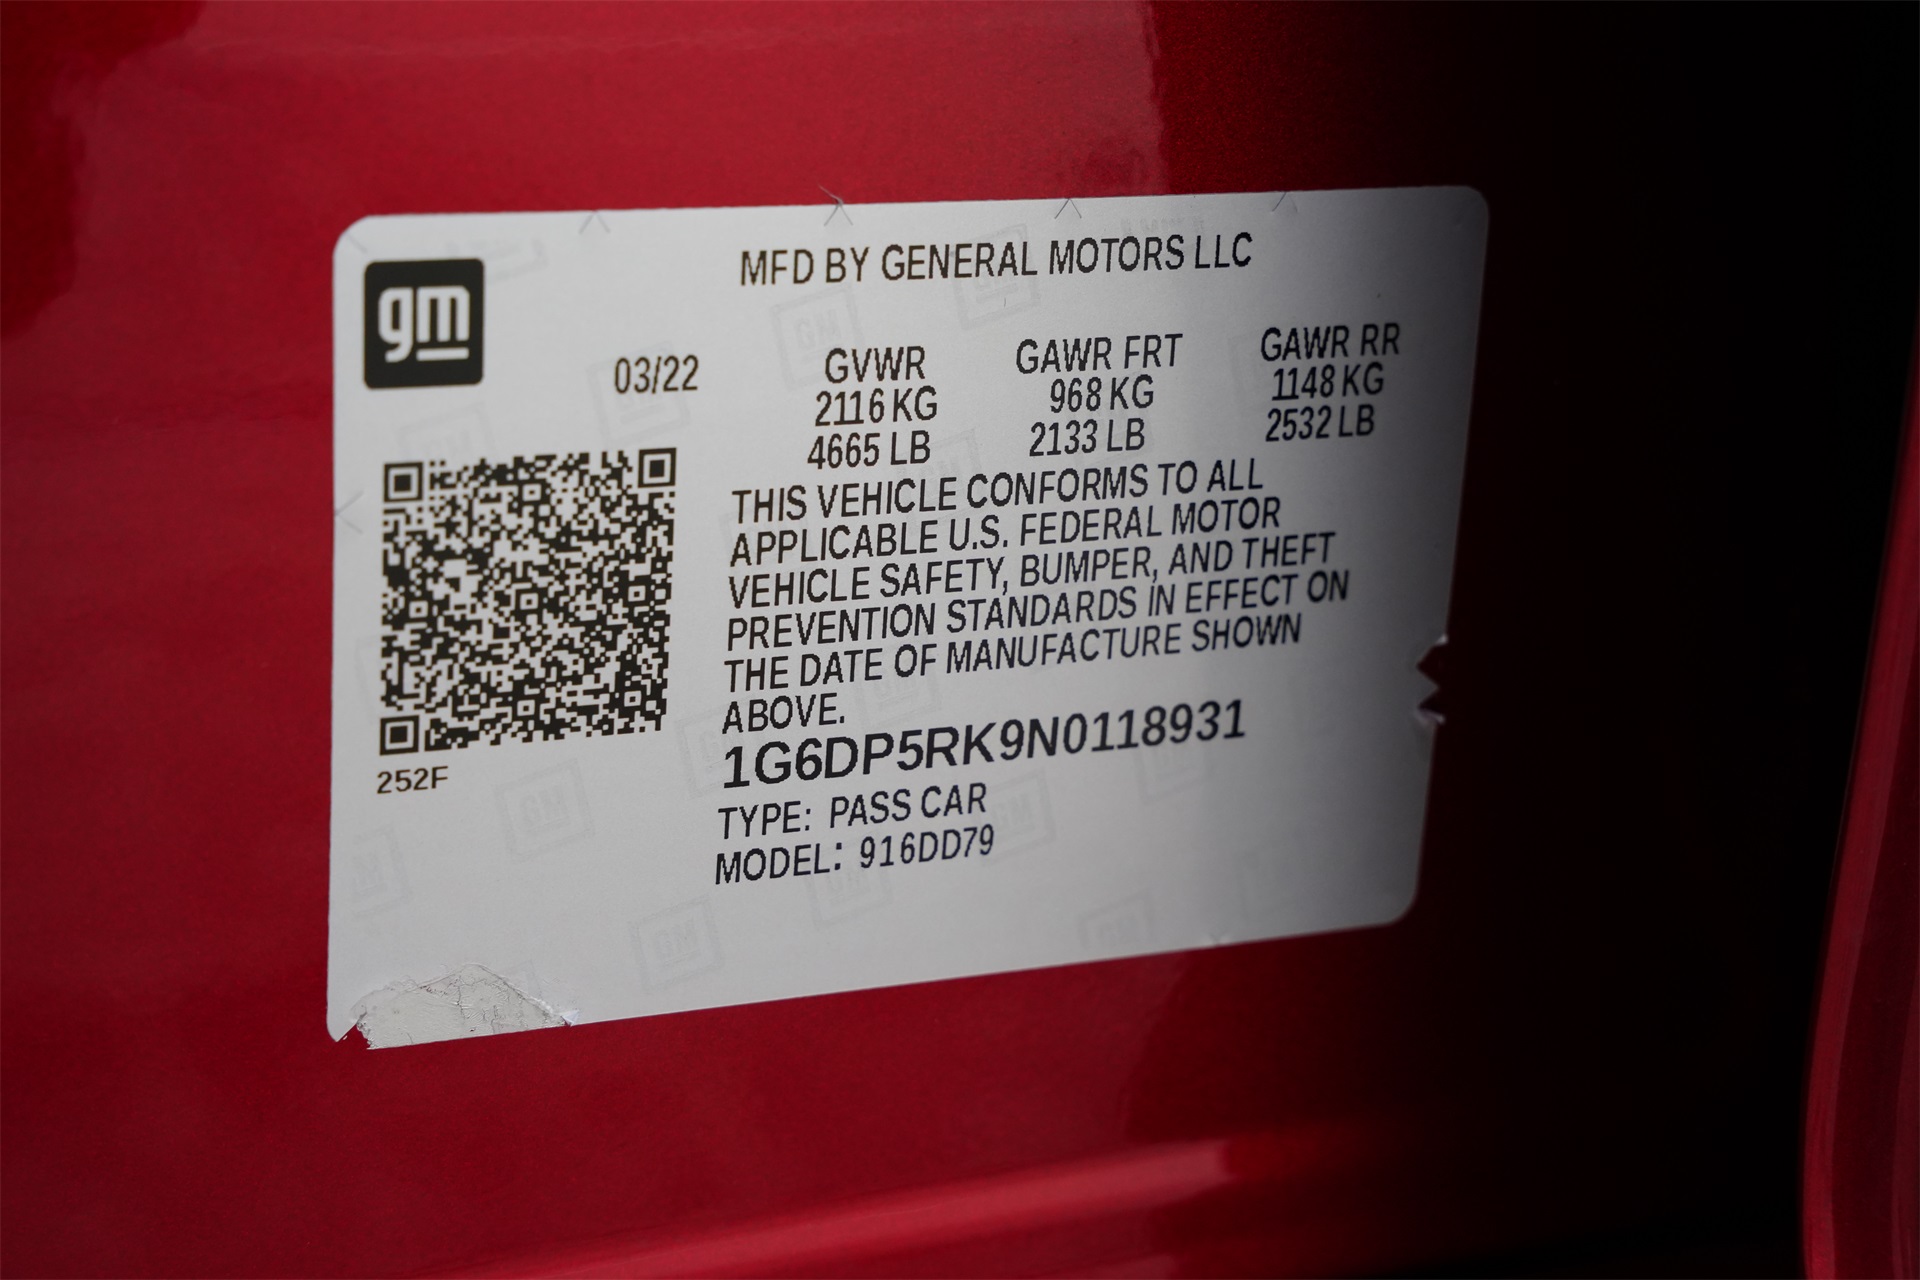 MFD BY GENERAL MOTORS LLC
gm
03/22
GVWR GAWR FRT GAWR RR
2116 KG 968 KG 1148 KG
4665 LB 2133 LB 2532 LB
THIS VEHICLE CONFORMS TO ALL
APPLICABLE U.S. FEDERAL MOTOR
VEHICLE SAFETY, BUMPER, AND THEFT
PREVENTION STANDARDS IN EFFECT ON
THE DATE OF MANUFACTURE SHOWN
ABOVE.
1G6DP5RK9N0118931
252F
TYPE: PASS CAR
MODEL: 916DD79